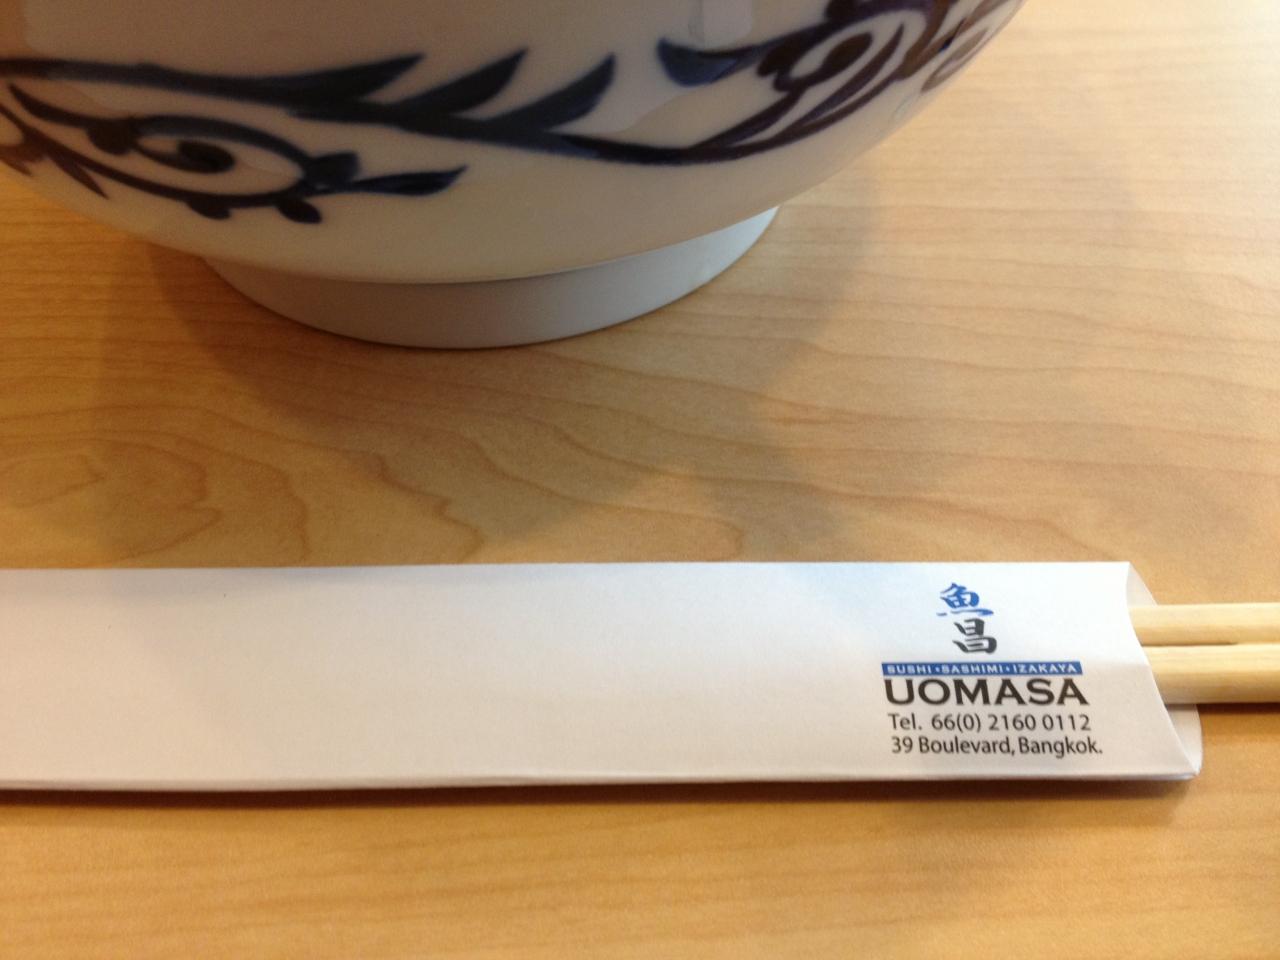 魚
昌
SUSHI•SASHIMI•IZAKAYA
UOMASA
Tel. 66(0) 2160 0112
39 Boulevard, Bangkok.